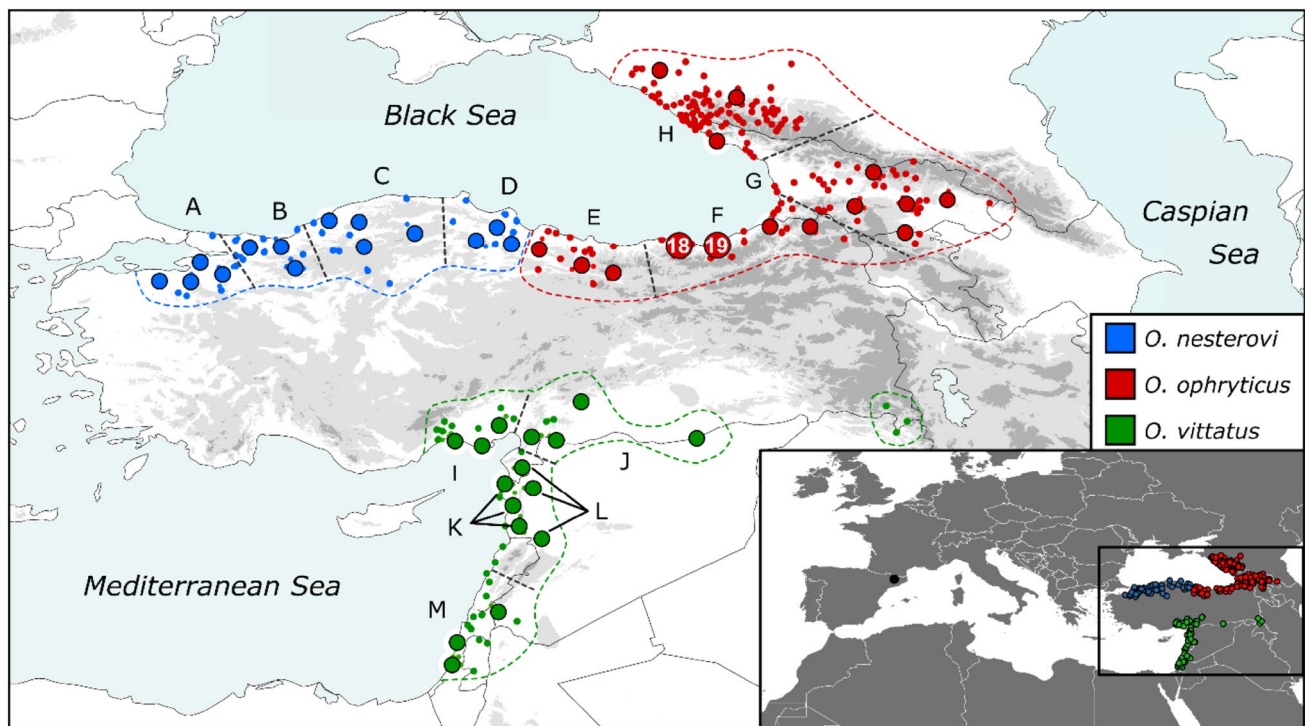 Black Sea
H
C
D
A
B
G
E
F
18
19
Caspian
Sea
O. nesterovi
O. ophryticus
O. vittatus
I
J
K
L
Mediterranean Sea
M